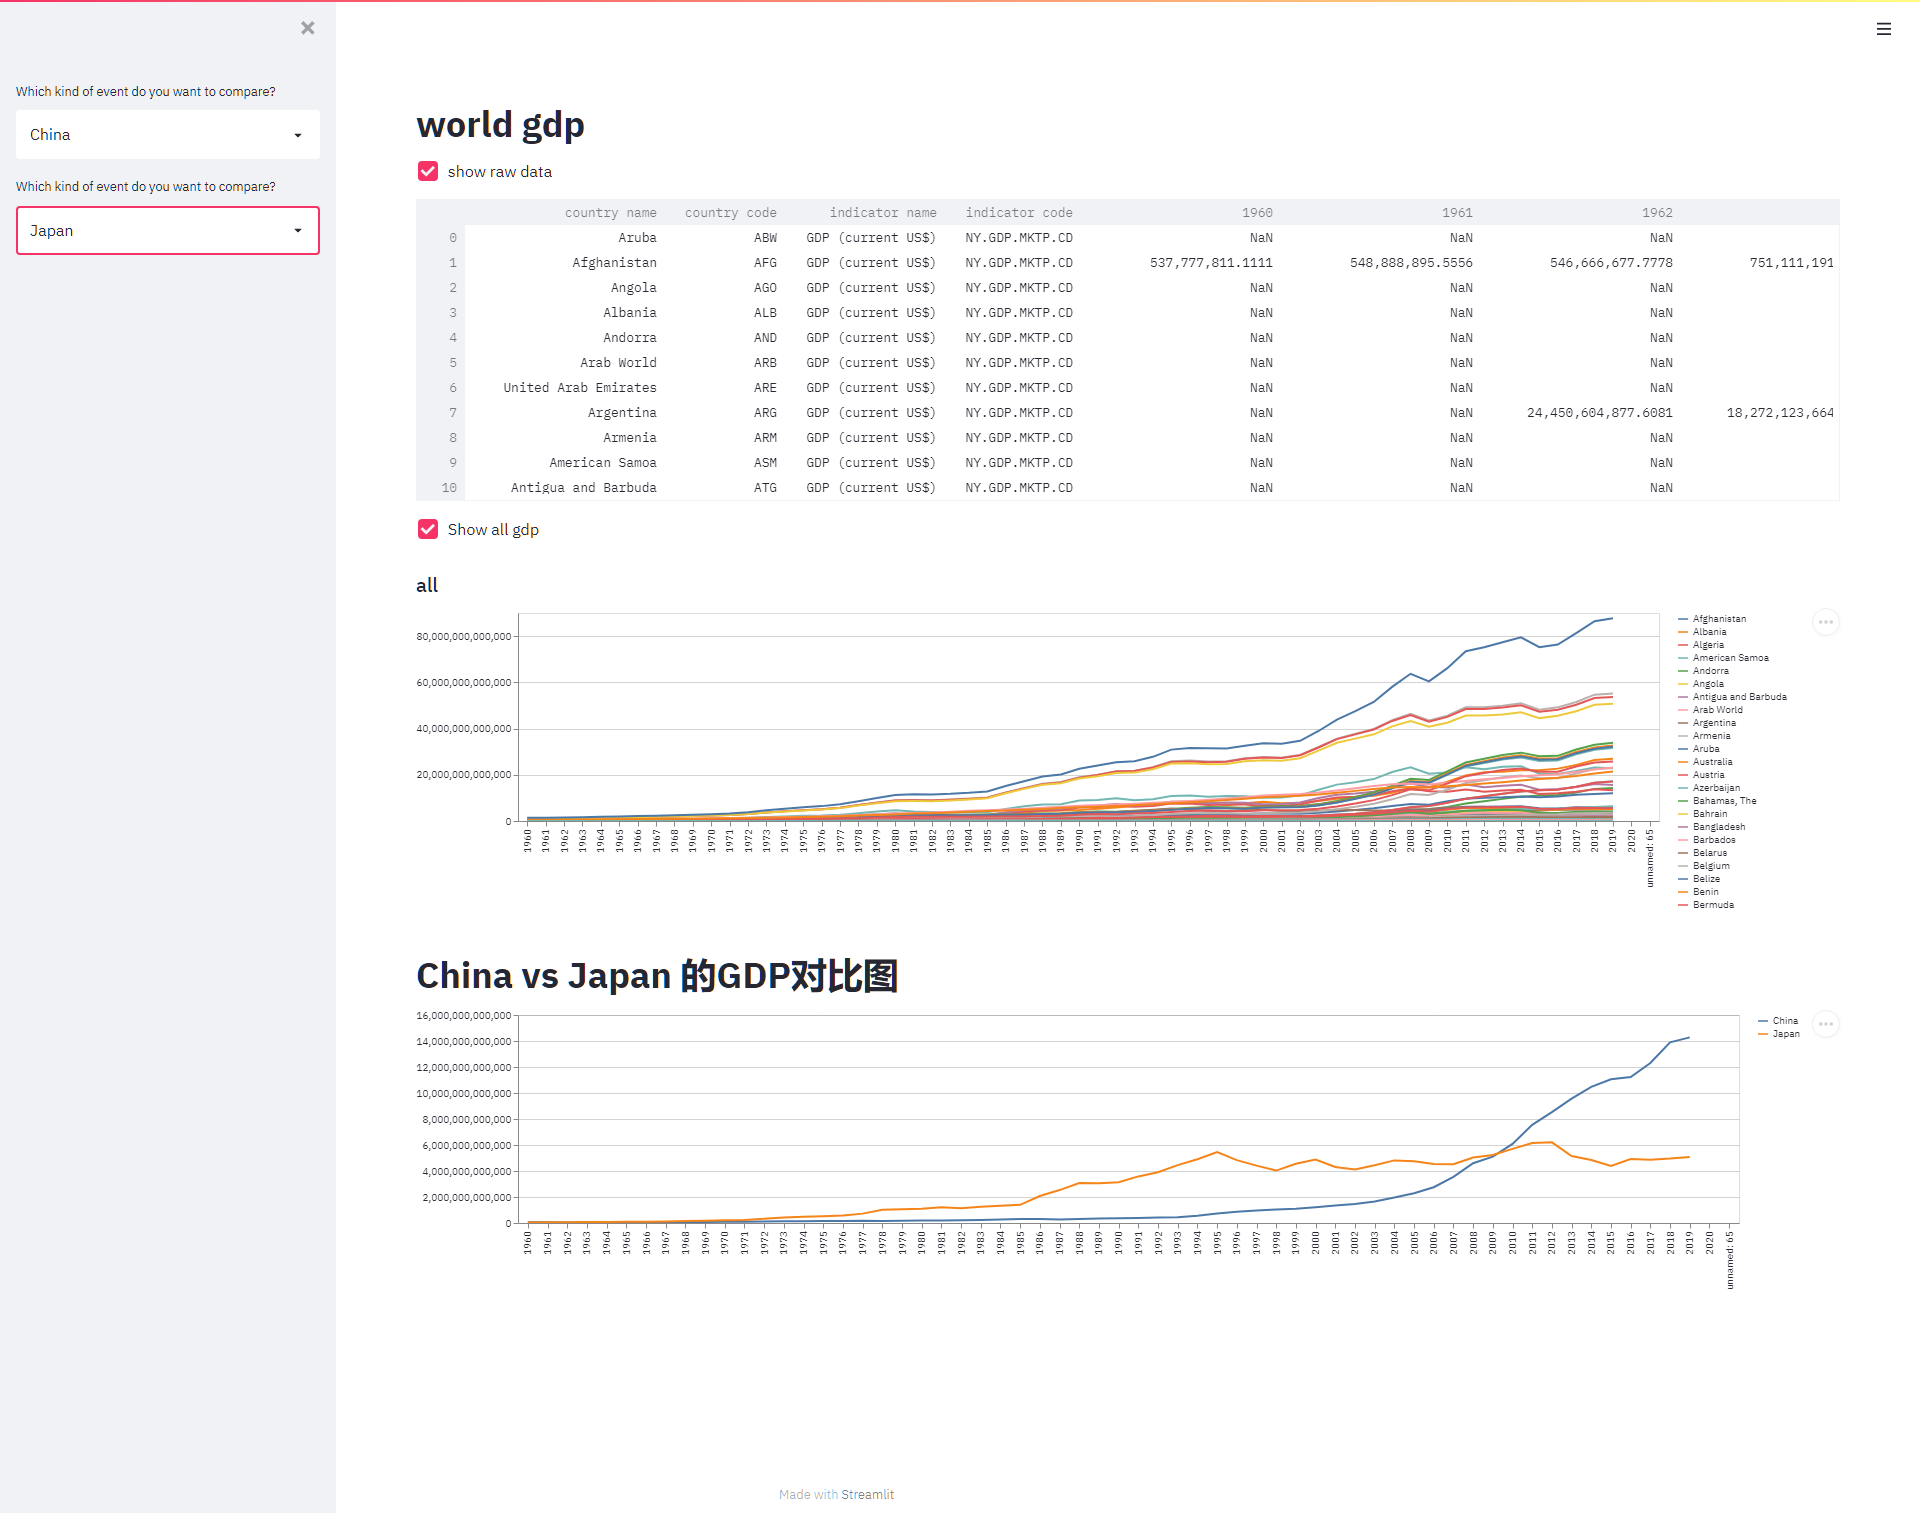 Which kind of event do you want to compare?
China
Which kind of event do you want to compare?
Japan
world gdp
show raw data
country name country code indicator name indicator code 1960 1961 1962
0 Aruba ABW GDP (current US$) NY.GDP.MKTP.CD NaN NaN NaN
1 Afghanistan AFG GDP (current US$) NY.GDP.MKTP.CD 537,777,811.1111 548,888,895.5556 546,666,677.7778 751,111,191
2 Angola AGO GDP (current US$) NY.GDP.MKTP.CD NaN NaN NaN
3 Albania ALB GDP (current US$) NY.GDP.MKTP.CD NaN NaN NaN
4 Andorra AND GDP (current US$) NY.GDP.MKTP.CD NaN NaN NaN
5 Arab World ARB GDP (current US$) NY.GDP.MKTP.CD NaN NaN NaN
6 United Arab Emirates ARE GDP (current US$) NY.GDP.MKTP.CD NaN NaN NaN
7 Argentina ARG GDP (current US$) NY.GDP.MKTP.CD NaN NaN 24,450,604,877.6081 18,272,123,664
8 Armenia ARM GDP (current US$) NY.GDP.MKTP.CD NaN NaN NaN
9 American Samoa ASM GDP (current US$) NY.GDP.MKTP.CD NaN NaN NaN
10 Antigua and Barbuda ATG GDP (current US$) NY.GDP.MKTP.CD NaN NaN NaN
Show all gdp
all
80,000,000,000,000
60,000,000,000,000
40,000,000,000,000
20,000,000,000,000
0
1960 1961 1962 1963 1964 1965 1966 1967 1968 1969 1970 1971 1972 1973 1974 1975 1976 1977 1978 1979 1980 1981 1982 1983 1984 1985 1986 1987 1988 1989 1990 1991 1992 1993 1994 1995 1996 1997 1998 1999 2000 2001 2002 2003 2004 2005 2006 2007 2008 2009 2010 2011 2012 2013 2014 2015 2016 2017 2018 2019 2020 unnamed: 65
Afghanistan
Albania
Algeria
American Samoa
Andorra
Angola
Antigua and Barbuda
Arab World
Argentina
Armenia
Aruba
Australia
Austria
Azerbaijan
Bahamas, The
Bahrain
Bangladesh
Barbados
Belarus
Belgium
Belize
Benin
Bermuda
China vs Japan 的GDP对比图
16,000,000,000,000
14,000,000,000,000
12,000,000,000,000
10,000,000,000,000
8,000,000,000,000
6,000,000,000,000
4,000,000,000,000
2,000,000,000,000
0
1960 1961 1962 1963 1964 1965 1966 1967 1968 1969 1970 1971 1972 1973 1974 1975 1976 1977 1978 1979 1980 1981 1982 1983 1984 1985 1986 1987 1988 1989 1990 1991 1992 1993 1994 1995 1996 1997 1998 1999 2000 2001 2002 2003 2004 2005 2006 2007 2008 2009 2010 2011 2012 2013 2014 2015 2016 2017 2018 2019 2020 unnamed: 65
China
Japan
Made with Streamlit